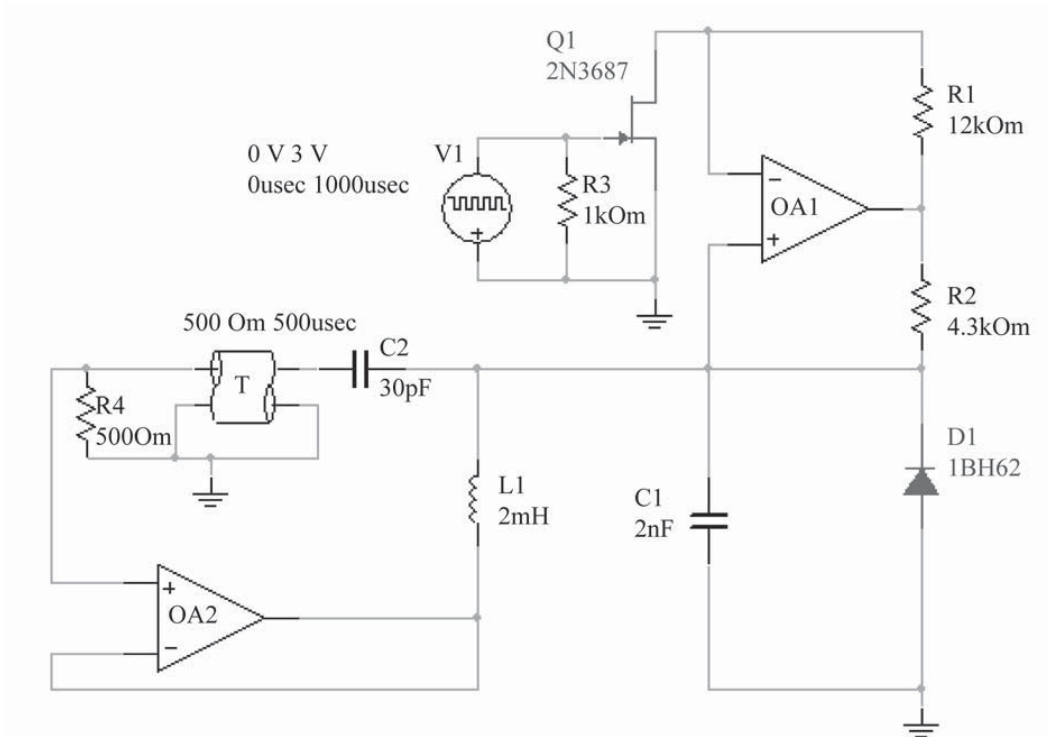 Q1
2N3687
R1
12kOm
0 V 3 V
0usec 1000usec
V1
+
R3
1kOm
−
OA1
+
R2
4.3kOm
500 Om 500usec
C2
30pF
T
R4
500Om
L1
2mH
C1
2nF
D1
1BH62
+
OA2
−